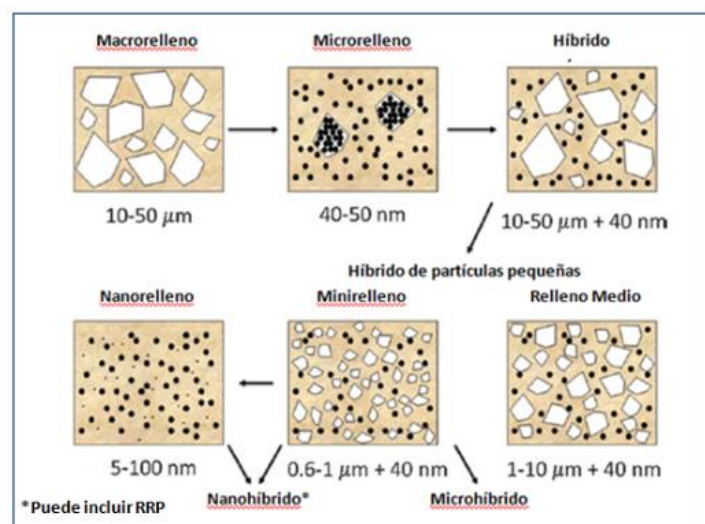 Macrorelleno
Microrelleno
Híbrido
10-50 μm
40-50 nm
10-50 μm + 40 nm
Híbrido de partículas pequeñas
Nanorelleno
Minirelleno
Relleno Medio
5-100 nm
0.6-1 μm + 40 nm
1-10 μm + 40 nm
*Puede incluir RRP
Nanohíbrido*
Microhíbrido